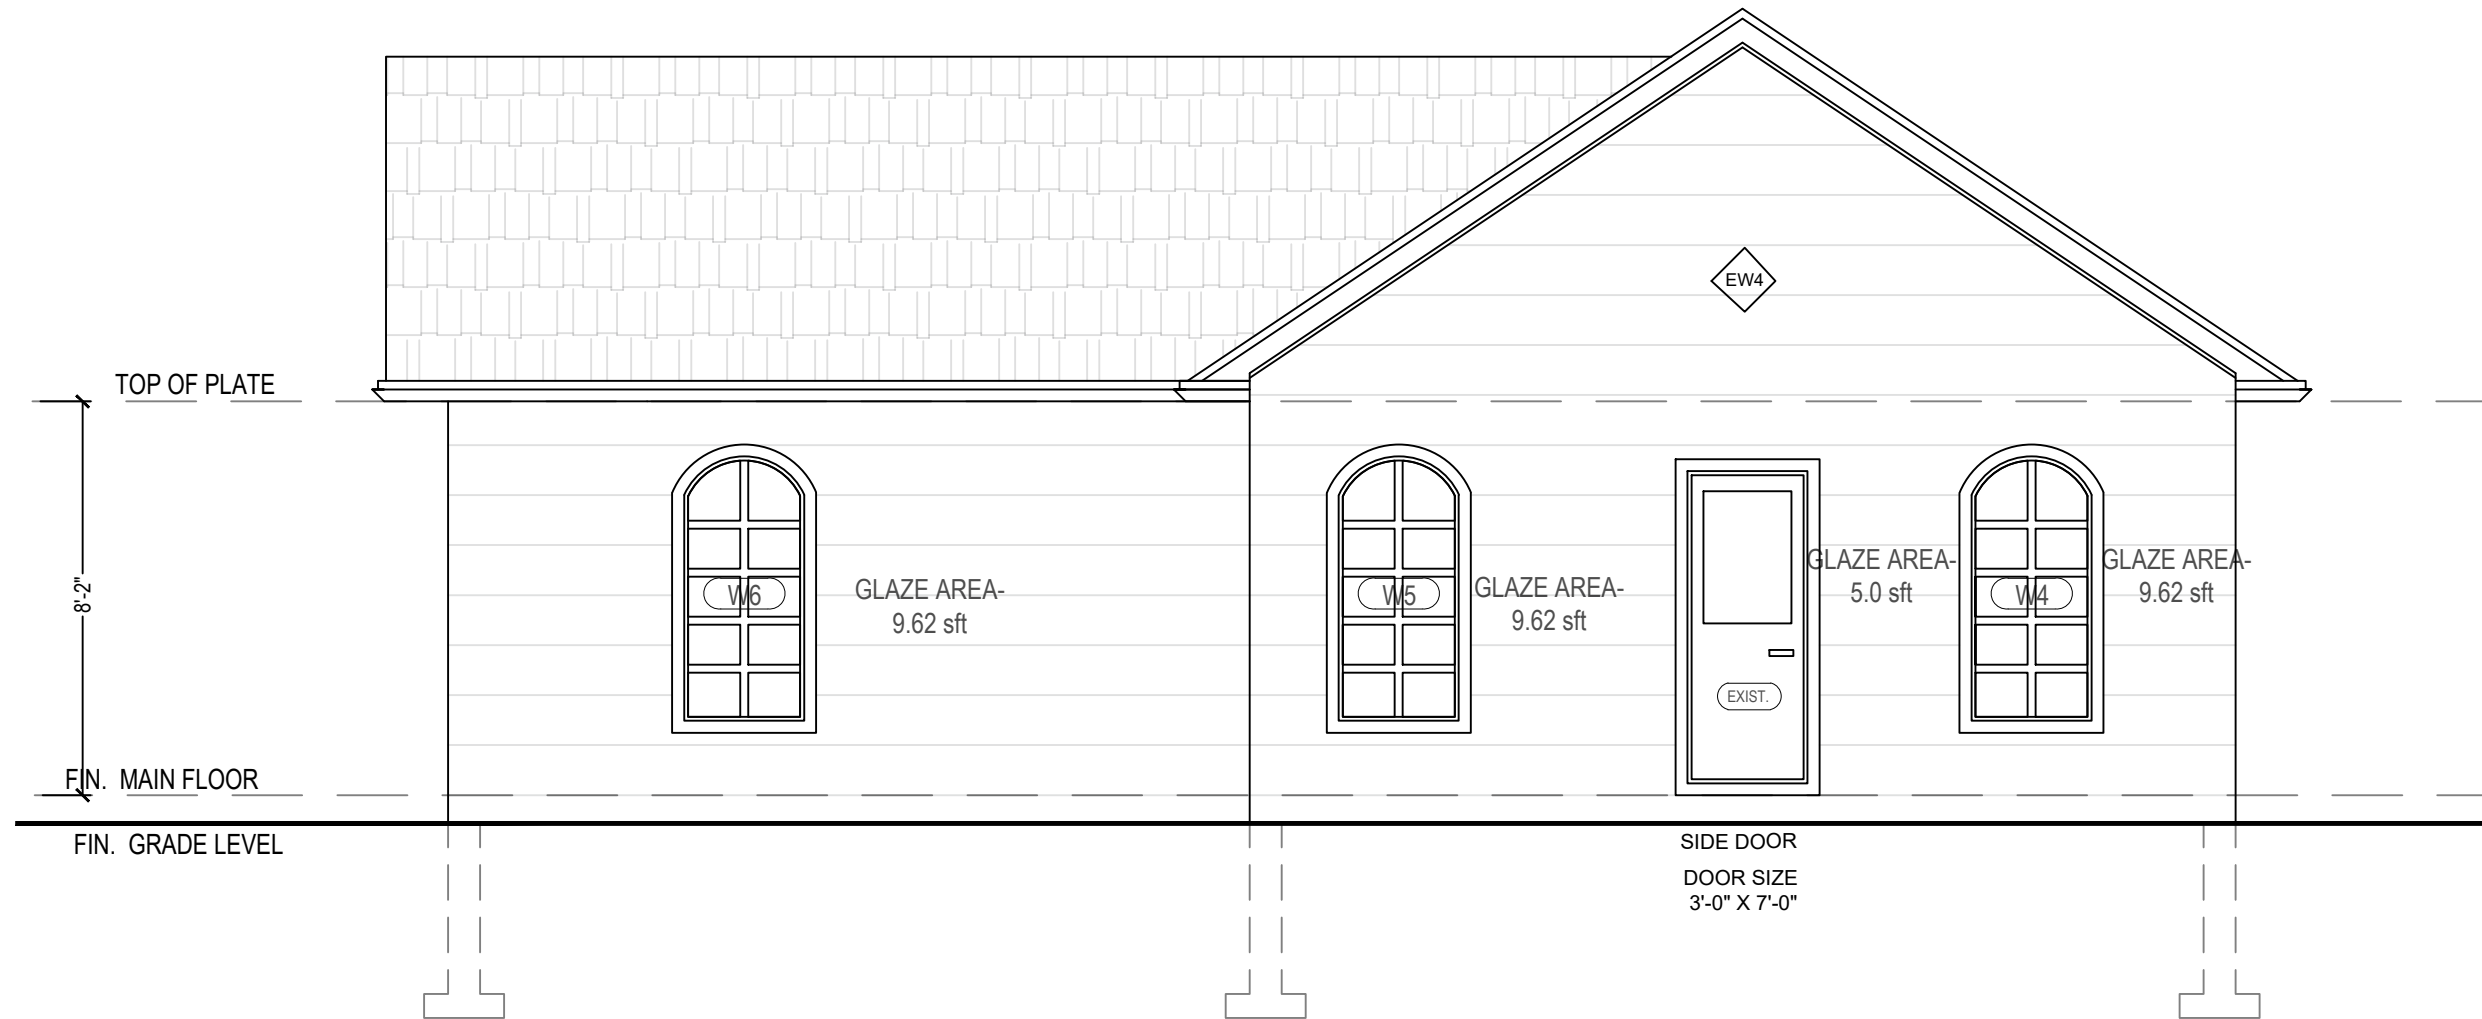 EW4
TOP OF PLATE
8'-2"
W6
GLAZE AREA-
9.62 sft
W5
GLAZE AREA-
9.62 sft
EXIST.
GLAZE AREA-
5.0 sft
W4
GLAZE AREA-
9.62 sft
FIN. MAIN FLOOR
FIN. GRADE LEVEL
SIDE DOOR
DOOR SIZE
3'-0" X 7'-0"